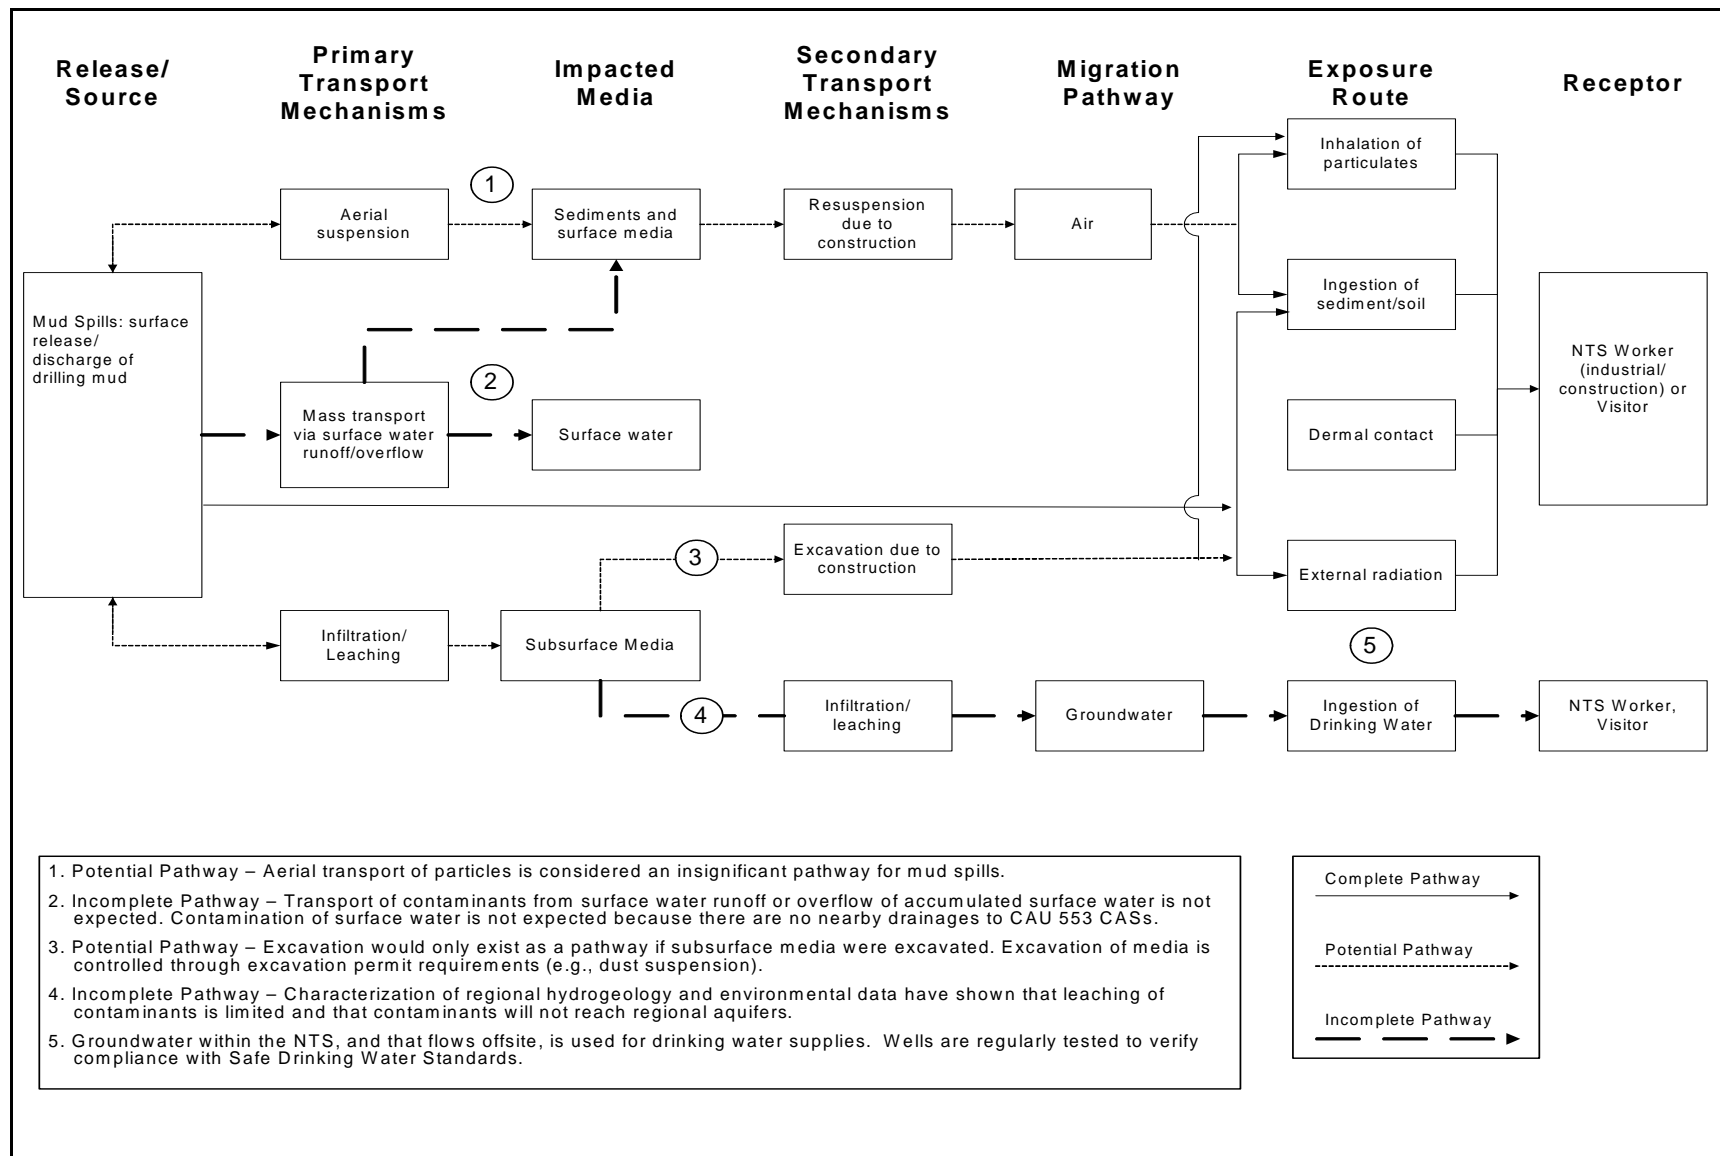 Release/
Source
Primary
Transport
Mechanisms
Impacted
Media
Secondary
Transport
Mechanisms
Migration
Pathway
Exposure
Route
Receptor
Inhalation of
particulates
1
Aerial
suspension
Sediments and
surface media
Resuspension
due to
construction
Air
Mud Spills: surface
release/
discharge of
drilling mud
Ingestion of
sediment/soil
NTS Worker
(industrial/
construction) or
Visitor
2
Mass transport
via surface water
runoff/overflow
Surface water
Dermal contact
3
Excavation due to
construction
External radiation
Infiltration/
Leaching
Subsurface Media
5
4
Infiltration/
leaching
Groundwater
Ingestion of
Drinking Water
NTS Worker,
Visitor
1. Potential Pathway – Aerial transport of particles is considered an insignificant pathway for mud spills.
2. Incomplete Pathway – Transport of contaminants from surface water runoff or overflow of accumulated surface water is not
expected. Contamination of surface water is not expected because there are no nearby drainages to CAU 553 CASs.
3. Potential Pathway – Excavation would only exist as a pathway if subsurface media were excavated. Excavation of media is
controlled through excavation permit requirements (e.g., dust suspension).
4. Incomplete Pathway – Characterization of regional hydrogeology and environmental data have shown that leaching of
contaminants is limited and that contaminants will not reach regional aquifers.
5. Groundwater within the NTS, and that flows offsite, is used for drinking water supplies. Wells are regularly tested to verify
compliance with Safe Drinking Water Standards.
Complete Pathway
Potential Pathway
Incomplete Pathway